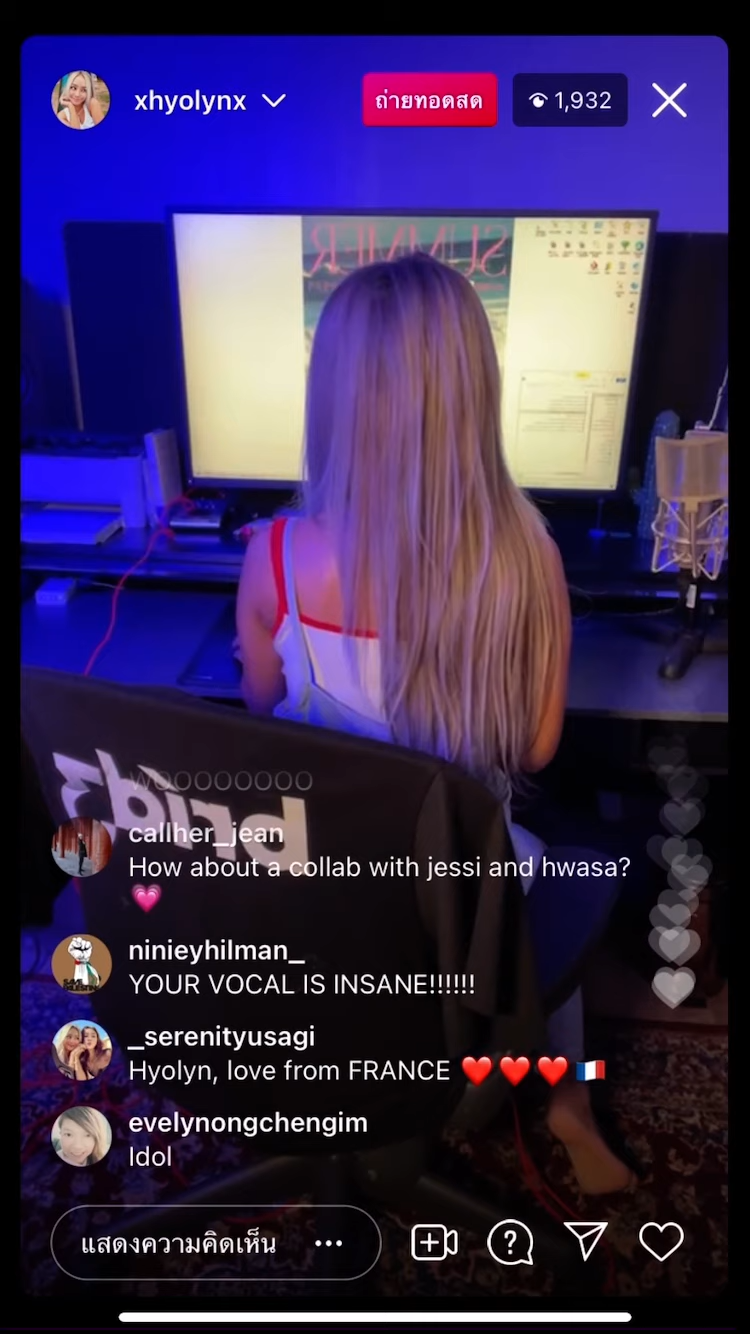 xhyolynx
ถ่ายทอดสด
1,932
SUMMER
WOOOOOOOO
brid3
callher_jean
How about a collab with jessi and hwasa?
💗
ninieyhilman_
YOUR VOCAL IS INSANE!!!!!!
_serenityusagi
Hyolyn, love from FRANCE ❤️❤️❤️🇫🇷
evelynongchengim
Idol
แสดงความคิดเห็น